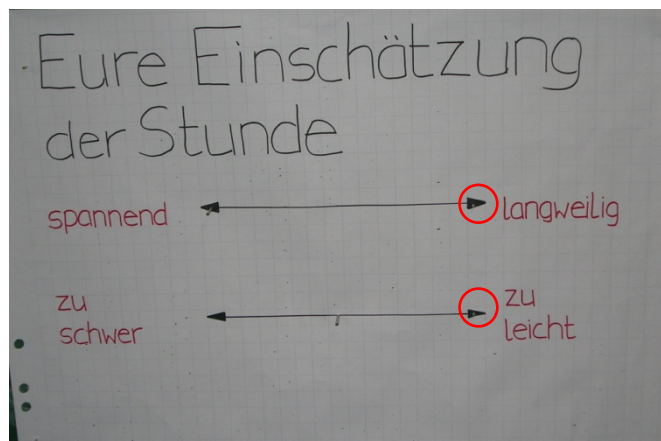 Eure Einschätzung
der Stunde
spannend langweilig
zu schwer zu leicht